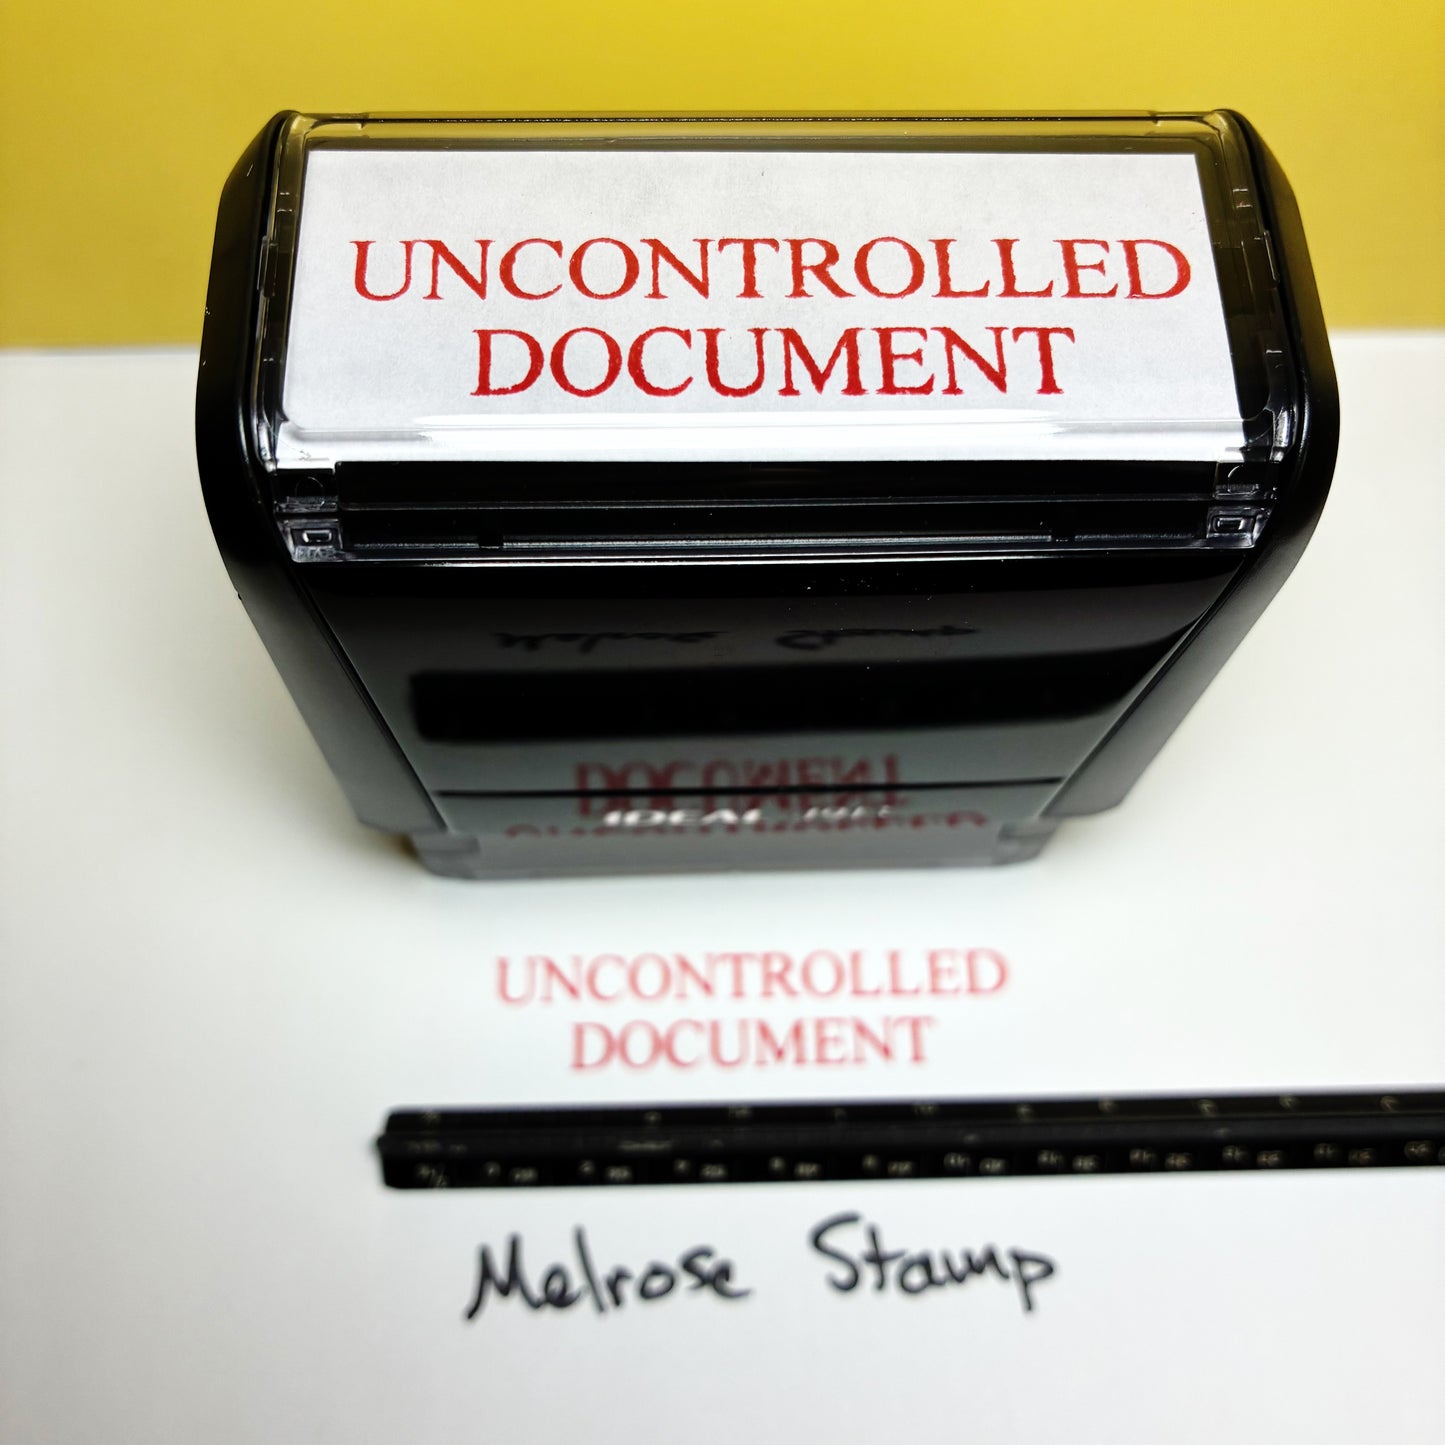 UNCONTROLLED
DOCUMENT
IDEAL
UNCONTROLLED
DOCUMENT
Melrose Stamp